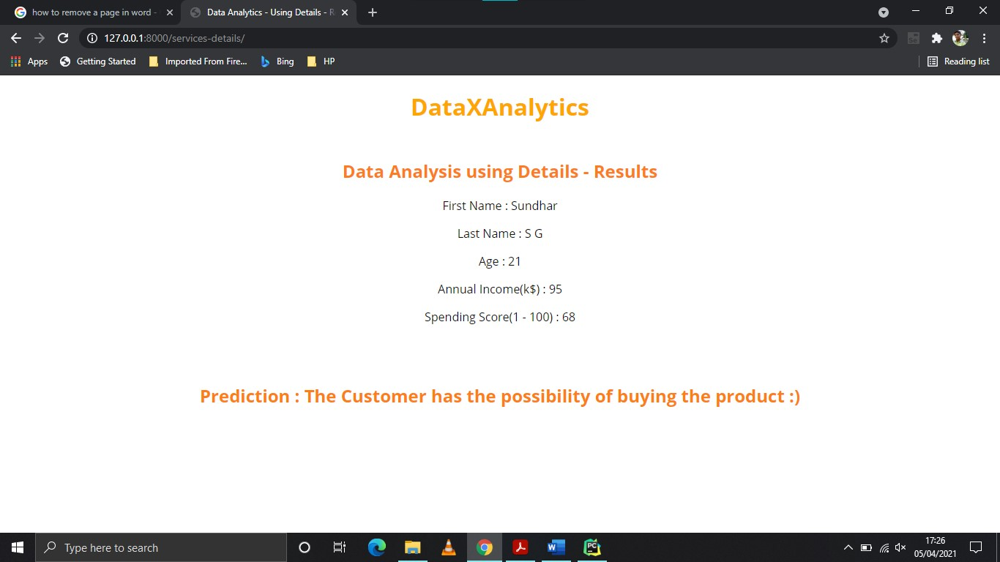 how to remove a page in word -
Data Analytics - Using Details - R
127.0.0.1:8000/services-details/
Apps
Getting Started
Imported From Fire...
Bing
HP
Reading list
DataXAnalytics
Data Analysis using Details - Results
First Name : Sundhar
Last Name : S G
Age : 21
Annual Income(k$) : 95
Spending Score(1 - 100) : 68
Prediction : The Customer has the possibility of buying the product :)
Type here to search
PC
17:26
05/04/2021